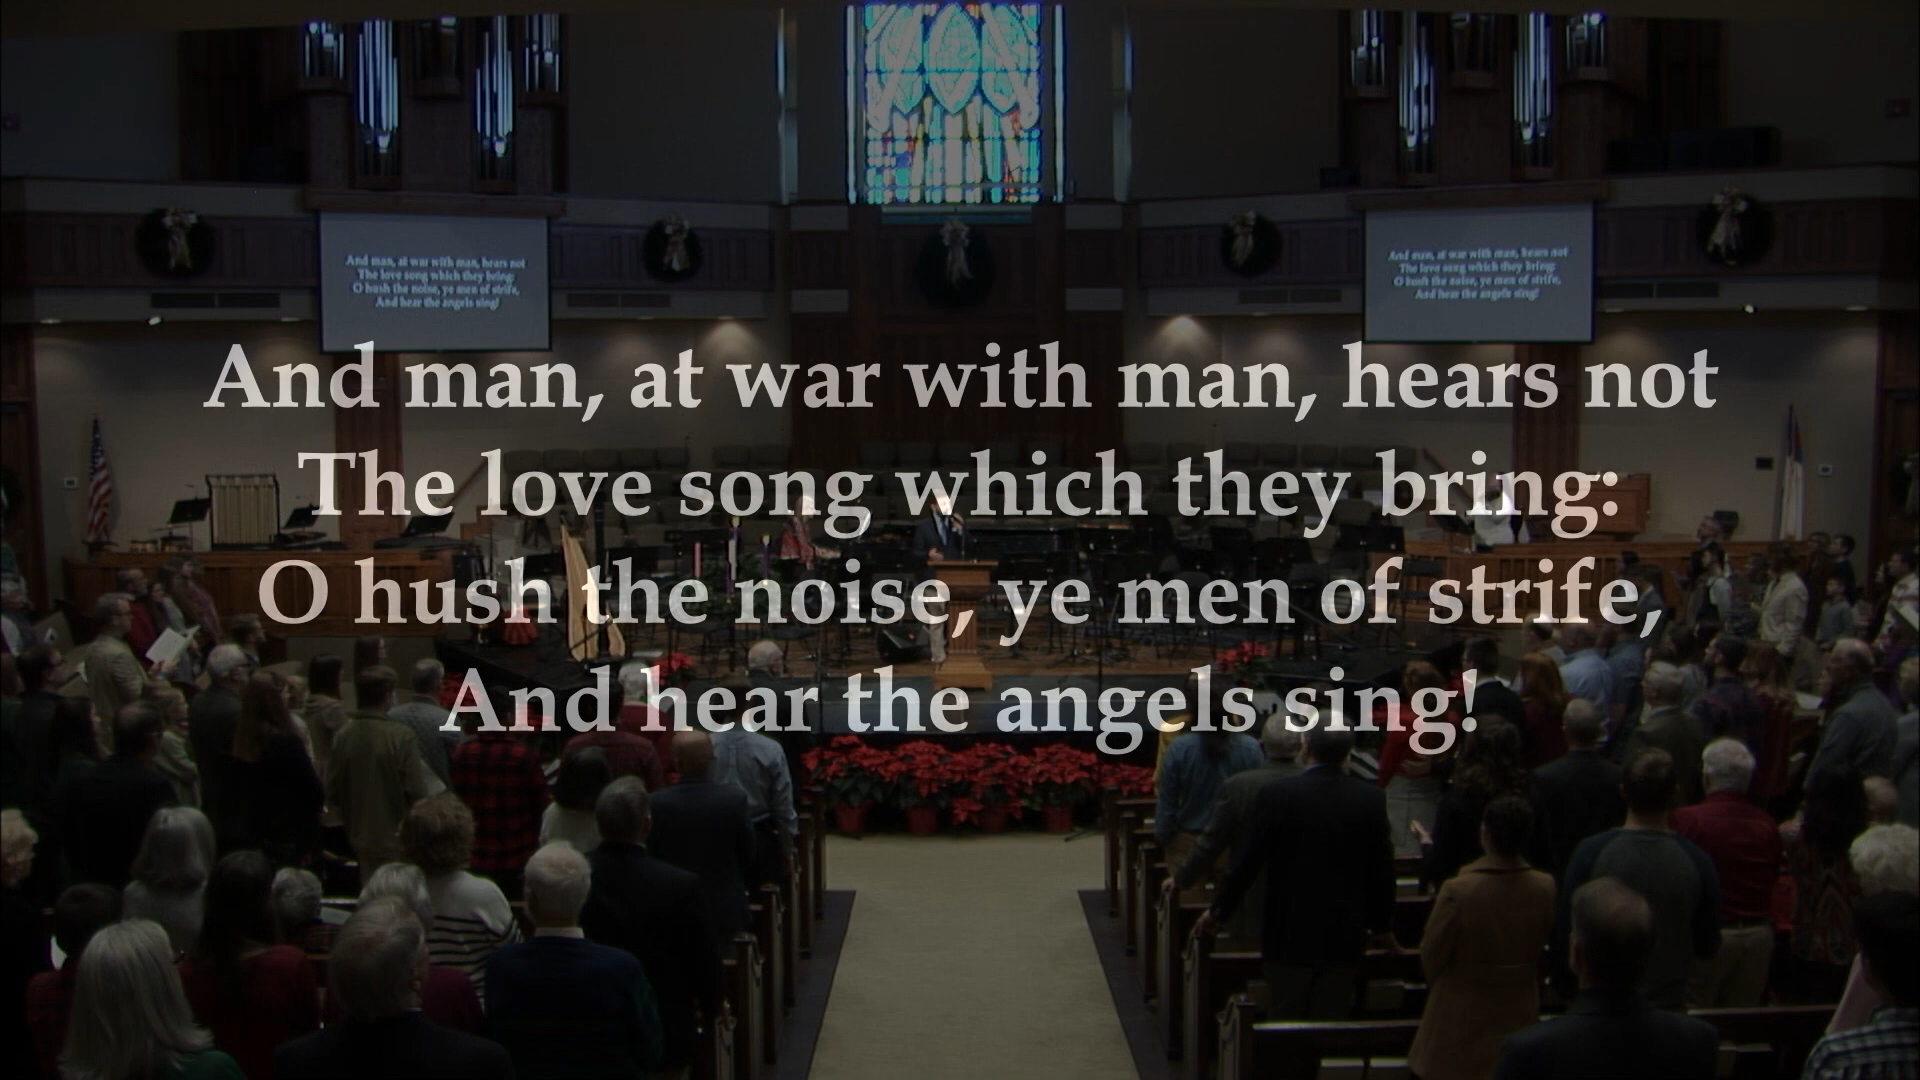 And man, at war with man, hears not
The love song which they bring:
O hush the noise, ye men of strife,
And hear the angels sing!
And man, at war with man, hears not
The love song which they bring:
O hush the noise, ye men of strife,
And hear the angels sing!
And man, at war with man, hears not
The love song which they bring:
O hush the noise, ye men of strife,
And hear the angels sing!